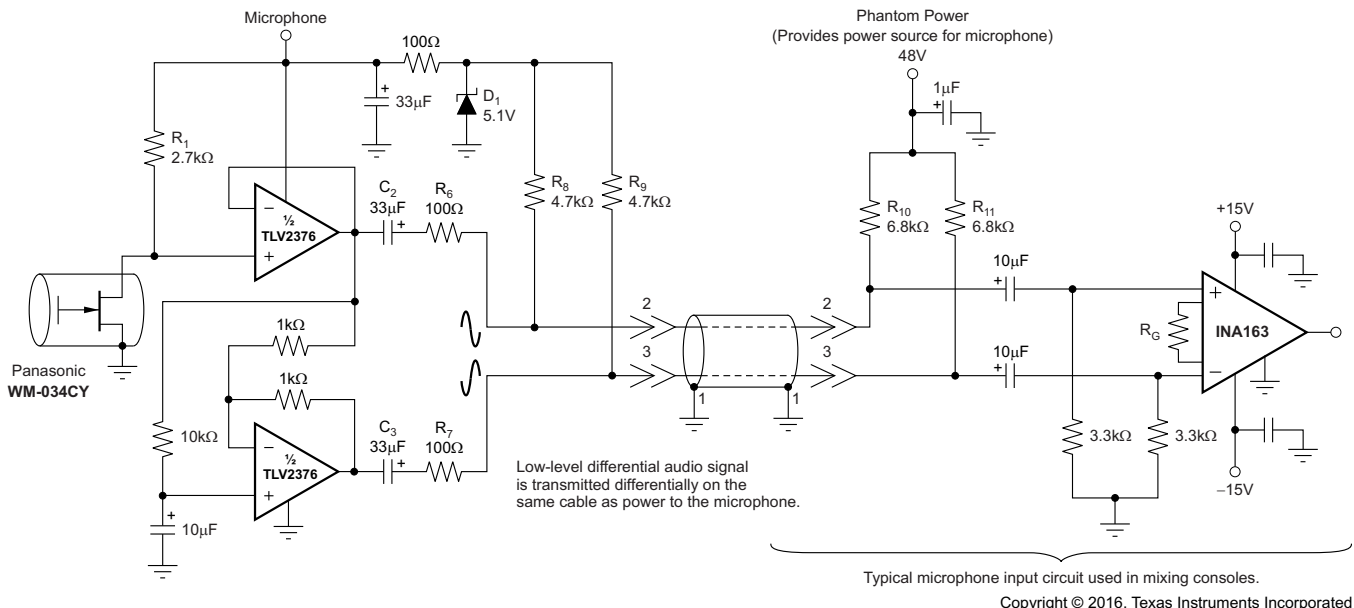 Microphone
Phantom Power
(Provides power source for microphone)
48V
100Ω
1μF
+
+
33μF
D1
5.1V
R1
2.7kΩ
R8
4.7kΩ
R9
4.7kΩ
R10
6.8kΩ
R11
6.8kΩ
+15V
C2
33μF
+
R6
100Ω
−
½
TLV2376
+
10μF
+
+
RG
INA163
−
2
2
1kΩ
Panasonic
WM-034CY
3
3
10μF
+
1kΩ
1
1
10kΩ
C3
33μF
+
R7
100Ω
−
½
TLV2376
+
3.3kΩ
3.3kΩ
−15V
Low-level differential audio signal
is transmitted differentially on the
same cable as power to the microphone.
+
10μF
Typical microphone input circuit used in mixing consoles.
Copyright © 2016, Texas Instruments Incorporated